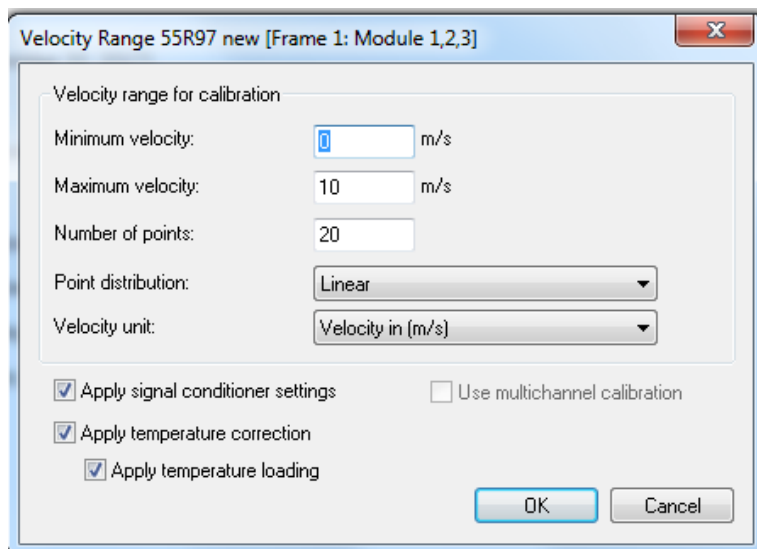 Velocity Range 55R97 new [Frame 1: Module 1,2,3]
Velocity range for calibration
Minimum velocity: 0 m/s
Maximum velocity: 10 m/s
Number of points: 20
Point distribution: Linear
Velocity unit: Velocity in (m/s)
Apply signal conditioner settings Use multichannel calibration
Apply temperature correction
Apply temperature loading
OK Cancel